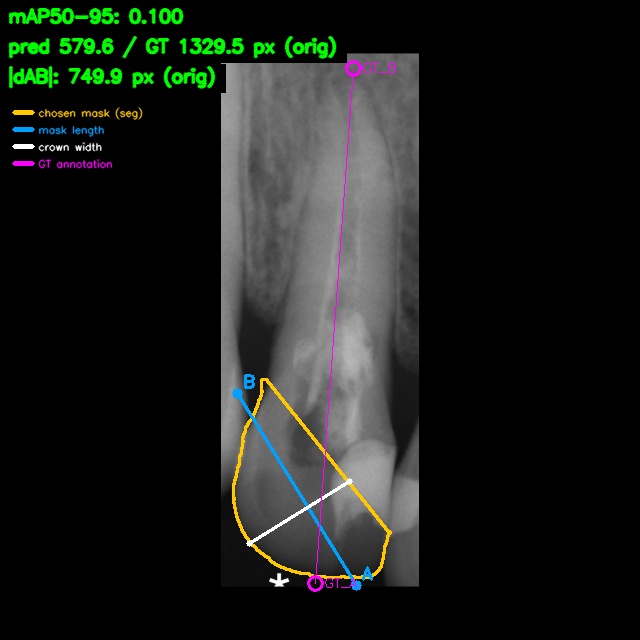 mAP50-95: 0.100
pred 579.6 / GT 1329.5 px (orig)
|dAB|: 749.9 px (orig)
chosen mask (seg)
mask length
crown width
GT annotation
GT_B
B
A
*